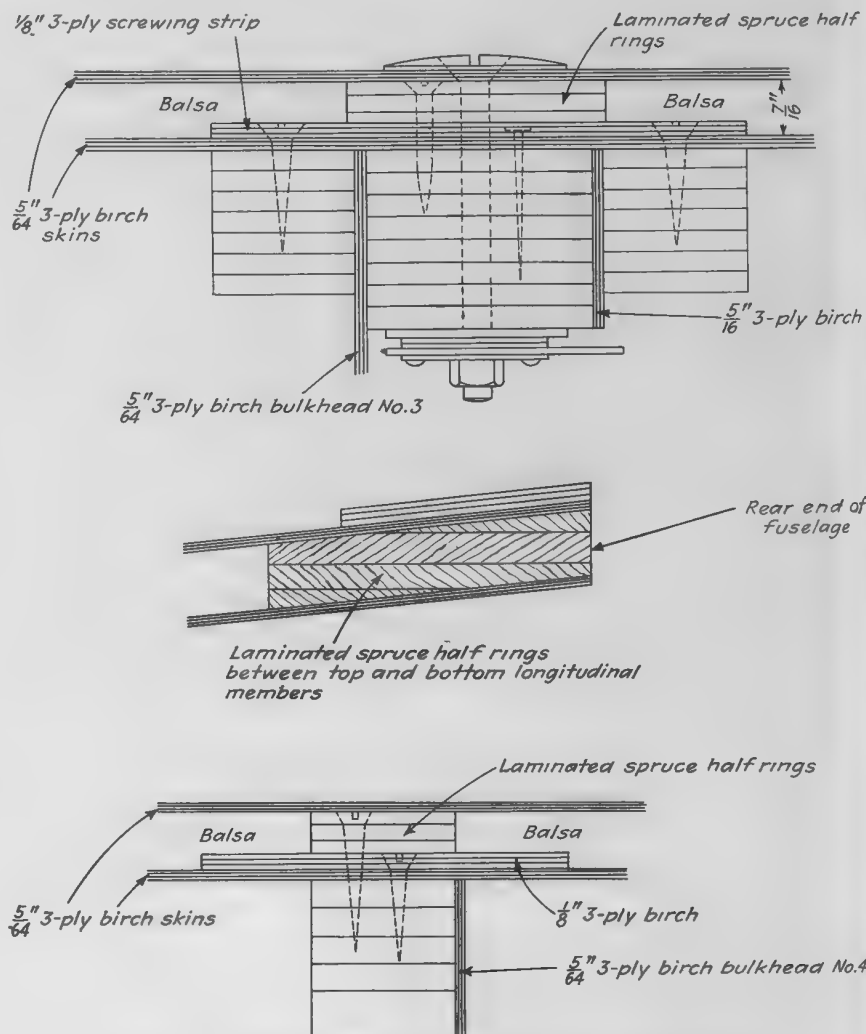 1/8" 3-ply screwing strip
Laminated spruce half
rings
Balsa
Balsa
7/16"
5/64" 3-ply birch
skins
5/16" 3-ply birch
5/64" 3-ply birch bulkhead No.3
Rear end of
fuselage
Laminated spruce half rings
between top and bottom longitudinal
members
Laminated spruce half rings
Balsa
Balsa
5/64" 3-ply birch skins
1/8" 3-ply birch
5/64" 3-ply birch bulkhead No.4